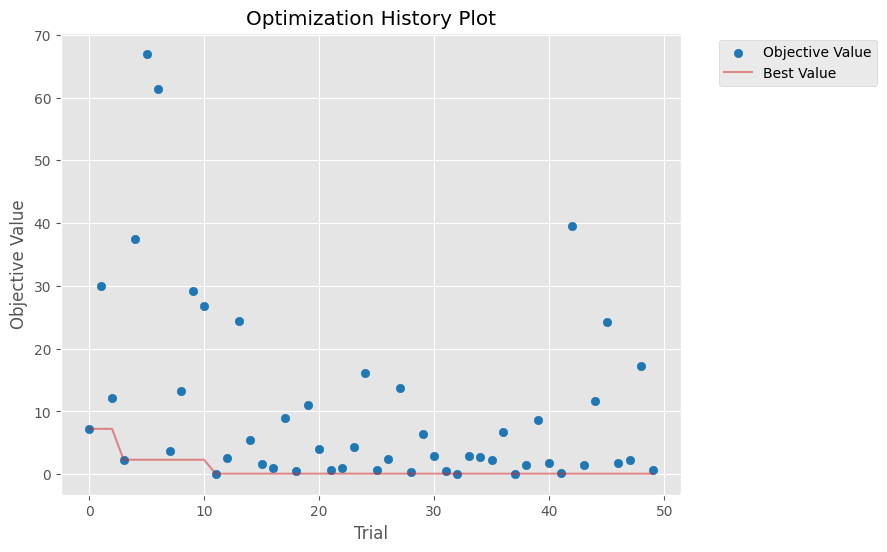 Optimization History Plot
Objective Value
Best Value
70
60
50
40
30
20
10
0
Objective Value
0 10 20 30 40 50
Trial